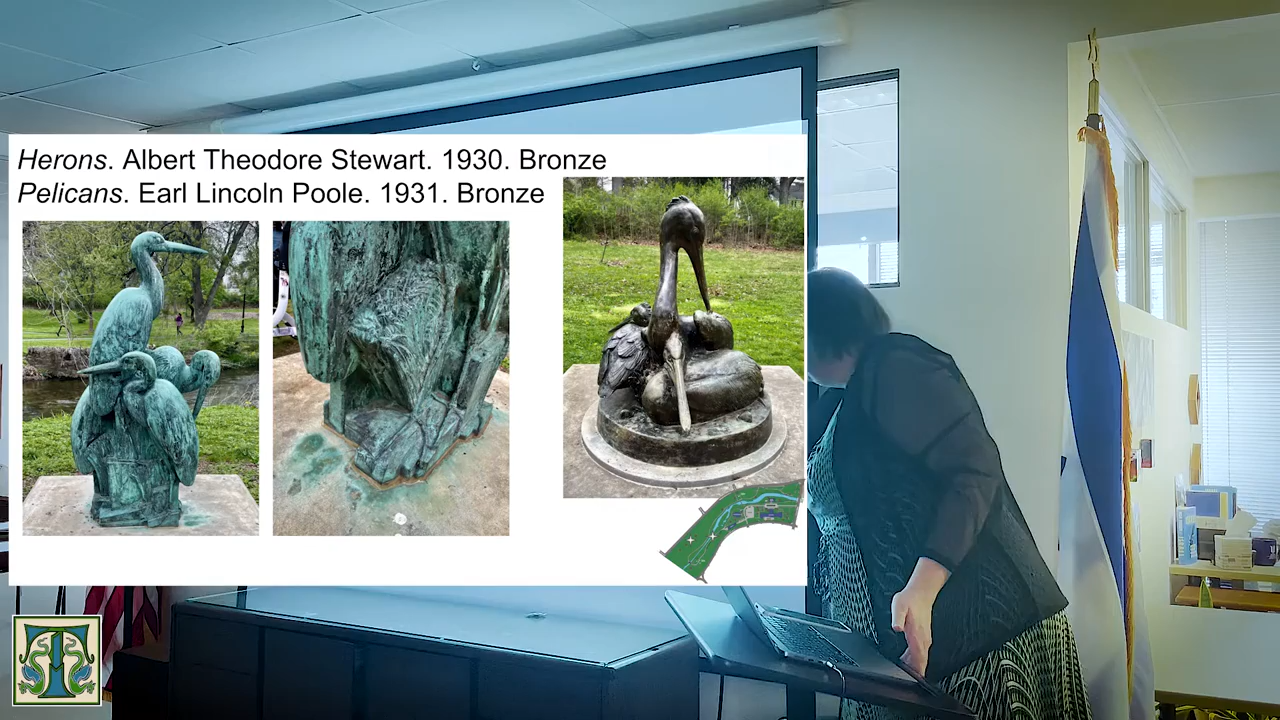 Herons. Albert Theodore Stewart. 1930. Bronze
Pelicans. Earl Lincoln Poole. 1931. Bronze
T